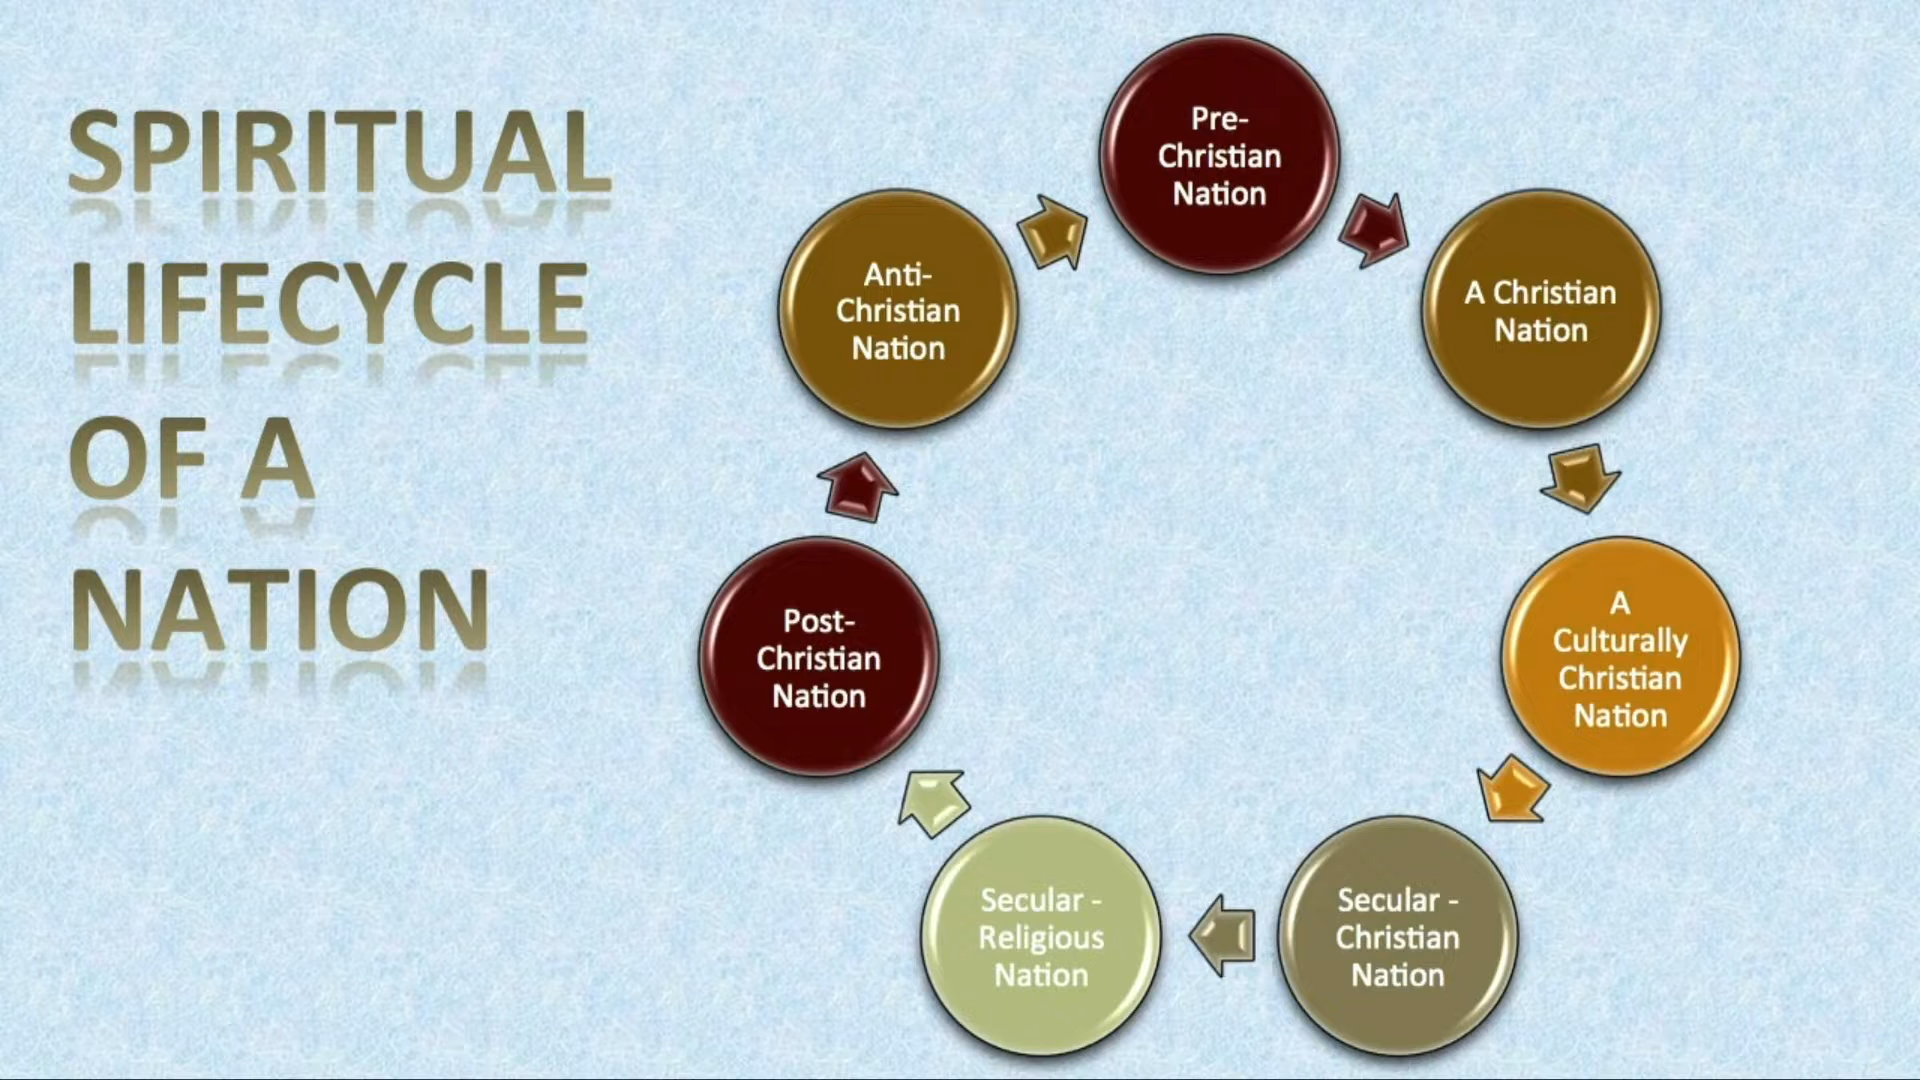 SPIRITUAL
LIFECYCLE
OF A
NATION
Pre-
Christian
Nation
A Christian
Nation
A
Culturally
Christian
Nation
Secular -
Christian
Nation
Secular -
Religious
Nation
Post-
Christian
Nation
Anti-
Christian
Nation